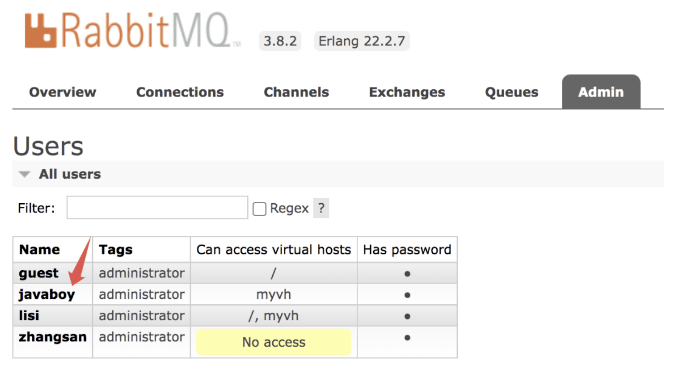 RabbitMQ TM 3.8.2 Erlang 22.2.7
Overview Connections Channels Exchanges Queues Admin
Users
All users
Filter: Regex ?
Name Tags Can access virtual hosts Has password
guest administrator / •
javaboy administrator myvh •
lisi administrator /, myvh •
zhangsan administrator No access •